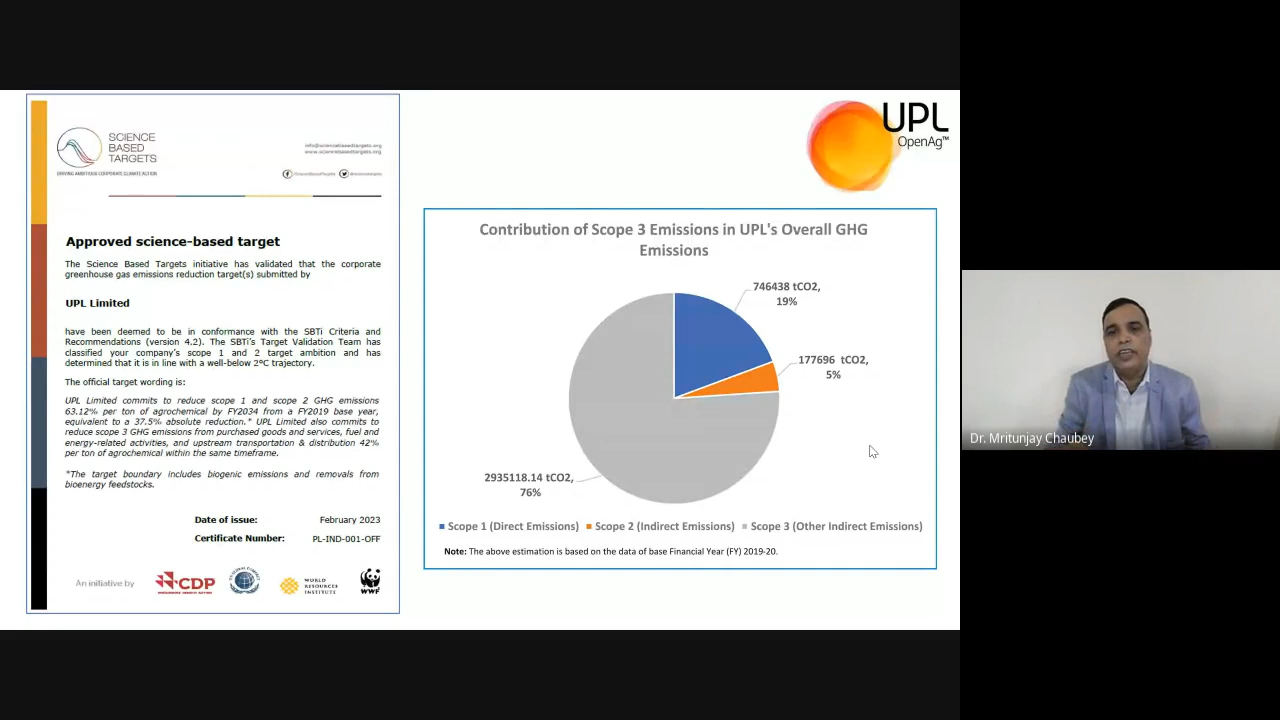 SCIENCE
BASED
TARGETS
DRIVING AMBITIOUS CORPORATE CLIMATE ACTION
info@sciencebasedtargets.org
www.sciencebasedtargets.org
Approved science-based target
The Science Based Targets initiative has validated that the corporate
greenhouse gas emissions reduction target(s) submitted by
UPL Limited
have been deemed to be in conformance with the SBTi Criteria and
Recommendations (version 4.2). The SBTi's Target Validation Team has
classified your company's scope 1 and 2 target ambition and has
determined that it is in line with a well-below 2°C trajectory.
The official target wording is:
UPL Limited commits to reduce scope 1 and scope 2 GHG emissions
63.12% per ton of agrochemical by FY2034 from a FY2019 base year,
equivalent to a 37.5% absolute reduction.* UPL Limited also commits to
reduce scope 3 GHG emissions from purchased goods and services, fuel and
energy-related activities, and upstream transportation & distribution 42%
per ton of agrochemical within the same timeframe.
*The target boundary includes biogenic emissions and removals from
bioenergy feedstocks.
Date of issue: February 2023
Certificate Number: PL-IND-001-OFF
An initiative by
CDP
WORLD
RESOURCES
INSTITUTE
WWF
UPL
OpenAg™
Contribution of Scope 3 Emissions in UPL's Overall GHG
Emissions
746438 tCO2,
19%
177696 tCO2,
5%
2935118.14 tCO2,
76%
Scope 1 (Direct Emissions) Scope 2 (Indirect Emissions) Scope 3 (Other Indirect Emissions)
Note: The above estimation is based on the data of base Financial Year (FY) 2019-20.
Dr. Mritunjay Chaubey